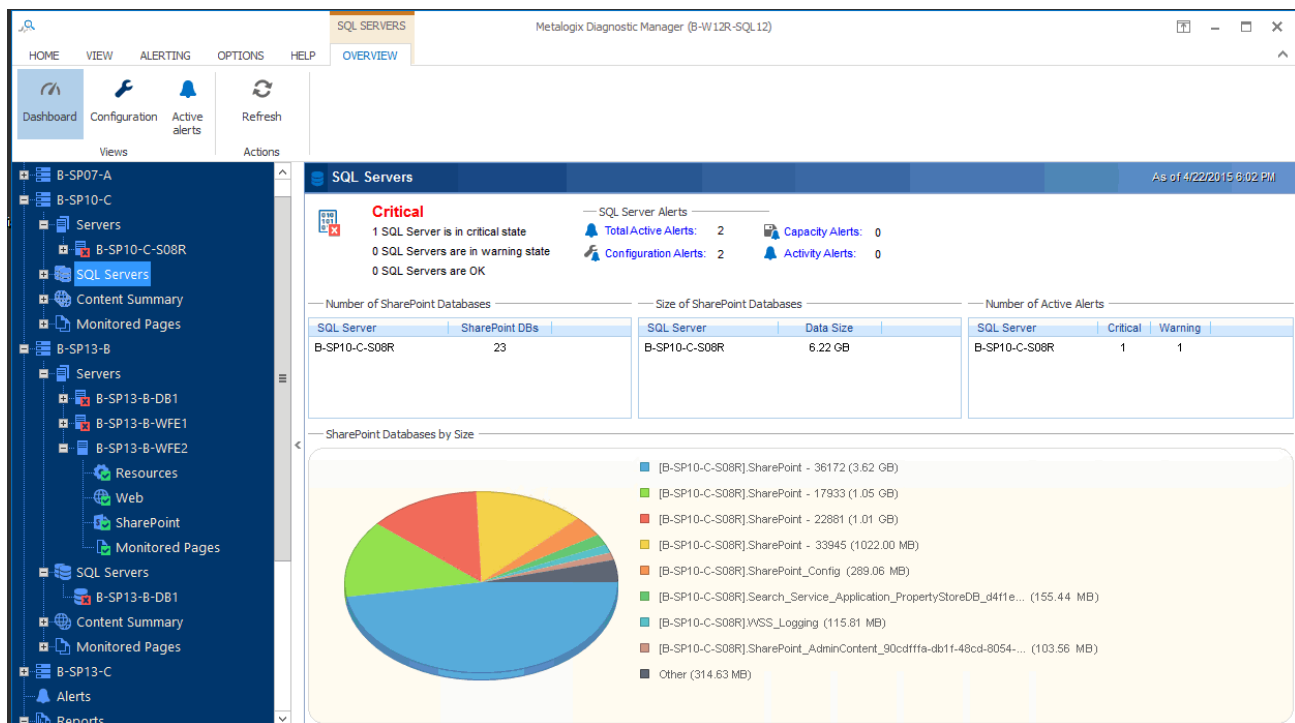 SQL SERVERS
Metalogix Diagnostic Manager (B-W12R-SQL12)
HOME VIEW ALERTING OPTIONS HELP OVERVIEW
Dashboard Configuration Active alerts Refresh
Views Actions
B-SP07-A
B-SP10-C
Servers
B-SP10-C-S08R
SQL Servers
Content Summary
Monitored Pages
B-SP13-B
Servers
B-SP13-B-DB1
B-SP13-B-WFE1
B-SP13-B-WFE2
Resources
Web
SharePoint
Monitored Pages
SQL Servers
B-SP13-B-DB1
Content Summary
Monitored Pages
B-SP13-C
Alerts
Reports
SQL Servers As of 4/22/2015 6:02 PM
Critical
1 SQL Server is in critical state
0 SQL Servers are in warning state
0 SQL Servers are OK
SQL Server Alerts
Total Active Alerts: 2 Capacity Alerts: 0
Configuration Alerts: 2 Activity Alerts: 0
Number of SharePoint Databases
SQL Server SharePoint DBs
B-SP10-C-S08R 23
Size of SharePoint Databases
SQL Server Data Size
B-SP10-C-S08R 6.22 GB
Number of Active Alerts
SQL Server Critical Warning
B-SP10-C-S08R 1 1
SharePoint Databases by Size
[B-SP10-C-S08R].SharePoint - 36172 (3.62 GB)
[B-SP10-C-S08R].SharePoint - 17933 (1.05 GB)
[B-SP10-C-S08R].SharePoint - 22881 (1.01 GB)
[B-SP10-C-S08R].SharePoint - 33945 (1022.00 MB)
[B-SP10-C-S08R].SharePoint_Config (289.06 MB)
[B-SP10-C-S08R].Search_Service_Application_PropertyStoreDB_d4f1e... (155.44 MB)
[B-SP10-C-S08R].WSS_Logging (115.81 MB)
[B-SP10-C-S08R].SharePoint_AdminContent_90cdfffa-db1f-48cd-8054-... (103.56 MB)
Other (314.63 MB)